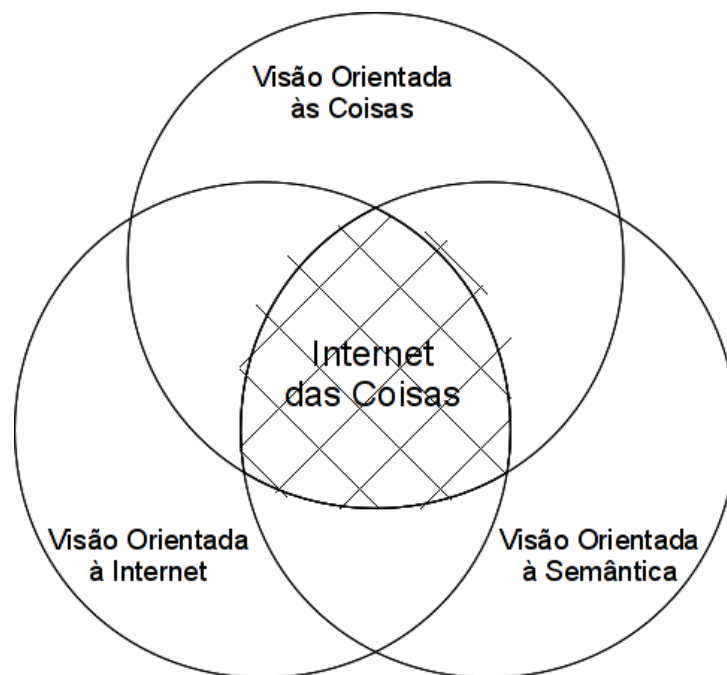 Visão Orientada
às Coisas
Internet
das Coisas
Visão Orientada
à Internet
Visão Orientada
à Semântica